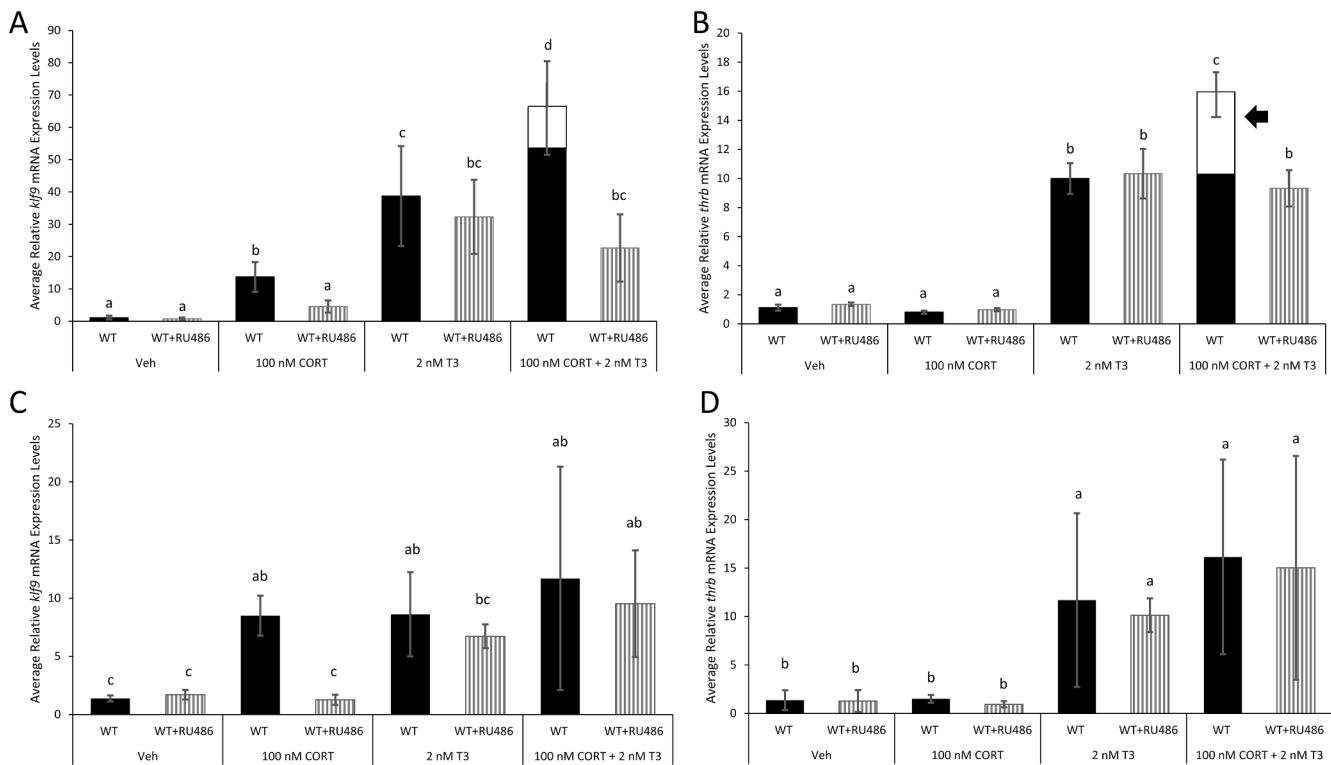 A
Average Relative klf9 mRNA Expression Levels
90
80
70
60
50
40
30
20
10
0
a
a
b
a
c
bc
d
bc
WT
WT+RU486
WT
WT+RU486
WT
WT+RU486
WT
WT+RU486
Veh
100 nM CORT
2 nM T3
100 nM CORT + 2 nM T3
B
Average Relative thrb mRNA Expression Levels
20
18
16
14
12
10
8
6
4
2
0
a
a
a
a
b
b
c
b
WT
WT+RU486
WT
WT+RU486
WT
WT+RU486
WT
WT+RU486
Veh
100 nM CORT
2 nM T3
100 nM CORT + 2 nM T3
C
Average Relative klf9 mRNA Expression Levels
25
20
15
10
5
0
c
c
ab
c
ab
bc
ab
ab
WT
WT+RU486
WT
WT+RU486
WT
WT+RU486
WT
WT+RU486
Veh
100 nM CORT
2 nM T3
100 nM CORT + 2 nM T3
D
Average Relative thrb mRNA Expression Levels
30
25
20
15
10
5
0
b
b
b
b
a
a
a
a
WT
WT+RU486
WT
WT+RU486
WT
WT+RU486
WT
WT+RU486
Veh
100 nM CORT
2 nM T3
100 nM CORT + 2 nM T3